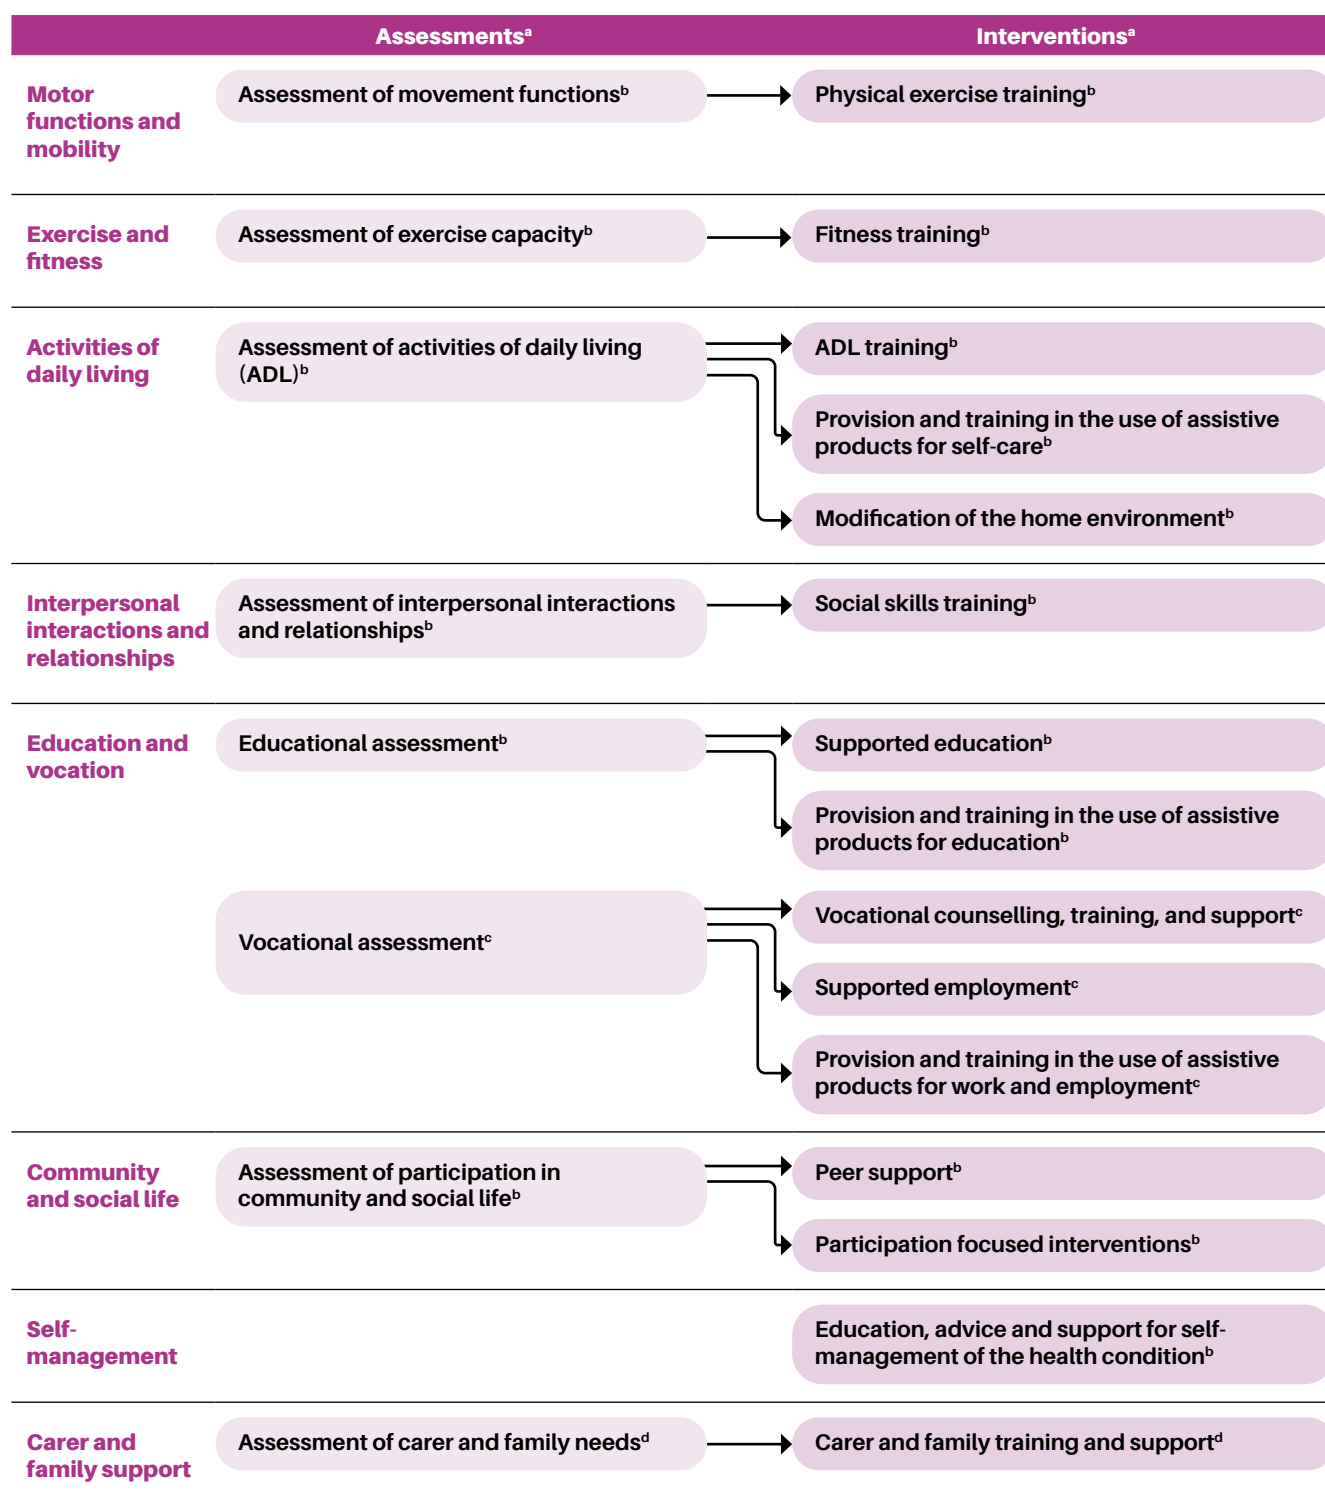 Assessmentsᵃ
Interventionsᵃ
Motor
functions and
mobility
Assessment of movement functionsᵇ
Physical exercise trainingᵇ
Exercise and
fitness
Assessment of exercise capacityᵇ
Fitness trainingᵇ
Activities of
daily living
Assessment of activities of daily living
(ADL)ᵇ
ADL trainingᵇ
Provision and training in the use of assistive
products for self-careᵇ
Modification of the home environmentᵇ
Interpersonal
interactions and
relationships
Assessment of interpersonal interactions
and relationshipsᵇ
Social skills trainingᵇ
Education and
vocation
Educational assessmentᵇ
Supported educationᵇ
Provision and training in the use of assistive
products for educationᵇ
Vocational assessmentᶜ
Vocational counselling, training, and supportᶜ
Supported employmentᶜ
Provision and training in the use of assistive
products for work and employmentᶜ
Community
and social life
Assessment of participation in
community and social lifeᵇ
Peer supportᵇ
Participation focused interventionsᵇ
Self-
management
Education, advice and support for self-
management of the health conditionᵇ
Carer and
family support
Assessment of carer and family needsᵈ
Carer and family training and supportᵈ